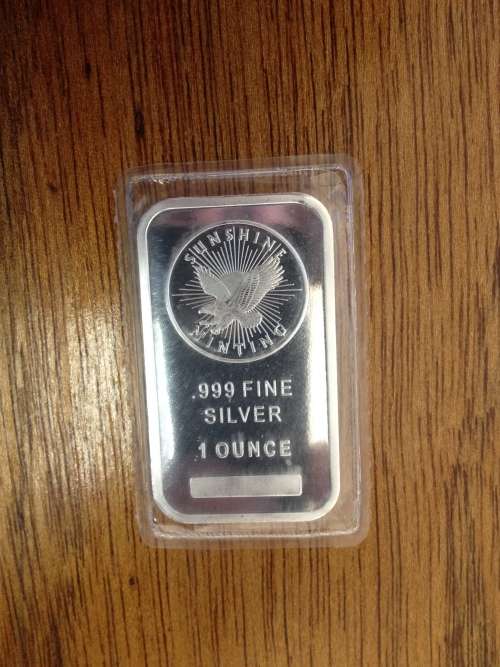 SUNSHINE
MINTING
.999 FINE
SILVER
1 OUNCE